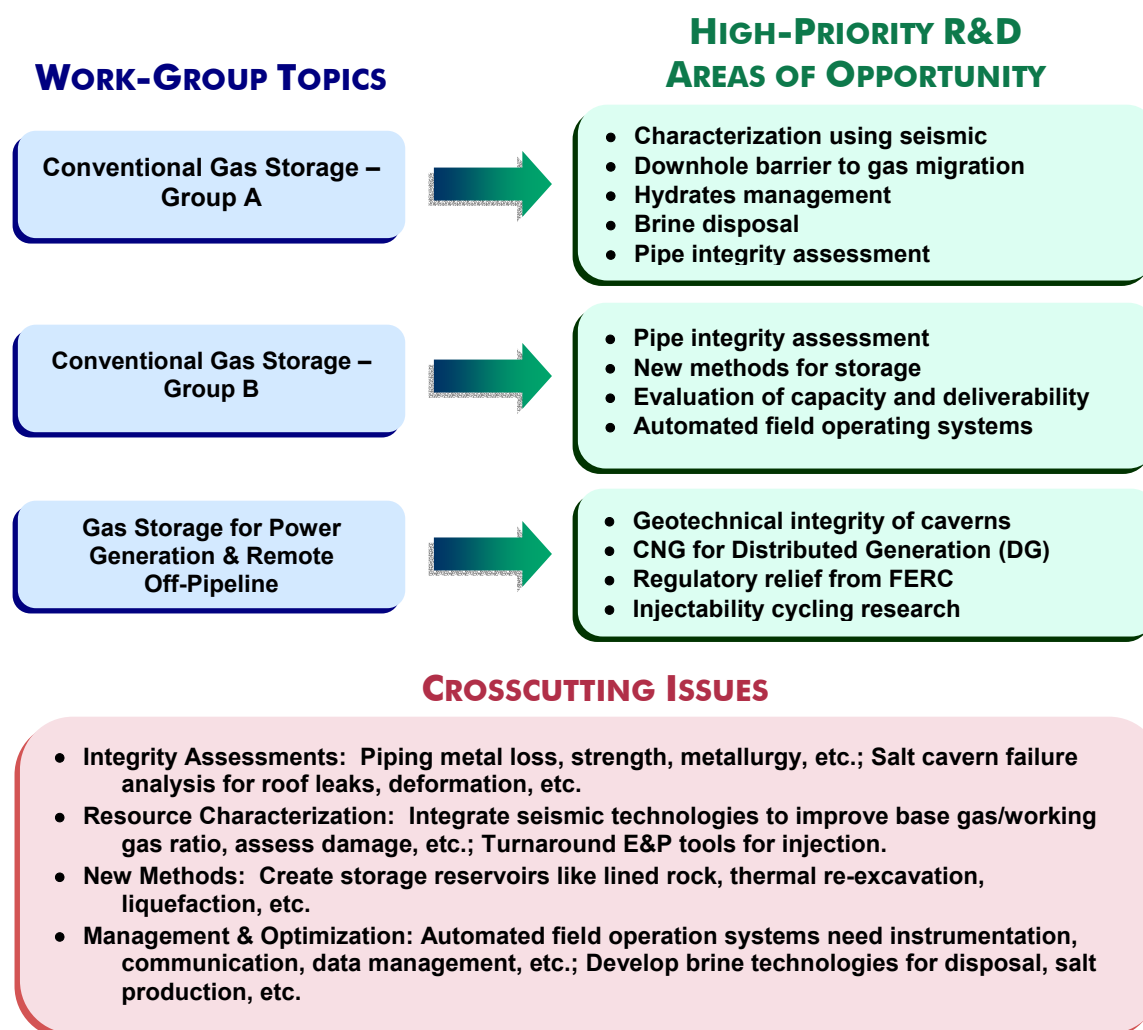 WORK-GROUP TOPICS
HIGH-PRIORITY R&D
AREAS OF OPPORTUNITY
Conventional Gas Storage –
Group A
• Characterization using seismic
• Downhole barrier to gas migration
• Hydrates management
• Brine disposal
• Pipe integrity assessment
Conventional Gas Storage –
Group B
• Pipe integrity assessment
• New methods for storage
• Evaluation of capacity and deliverability
• Automated field operating systems
Gas Storage for Power
Generation & Remote
Off-Pipeline
• Geotechnical integrity of caverns
• CNG for Distributed Generation (DG)
• Regulatory relief from FERC
• Injectability cycling research
CROSSCUTTING ISSUES
• Integrity Assessments: Piping metal loss, strength, metallurgy, etc.; Salt cavern failure
analysis for roof leaks, deformation, etc.
• Resource Characterization: Integrate seismic technologies to improve base gas/working
gas ratio, assess damage, etc.; Turnaround E&P tools for injection.
• New Methods: Create storage reservoirs like lined rock, thermal re-excavation,
liquefaction, etc.
• Management & Optimization: Automated field operation systems need instrumentation,
communication, data management, etc.; Develop brine technologies for disposal, salt
production, etc.